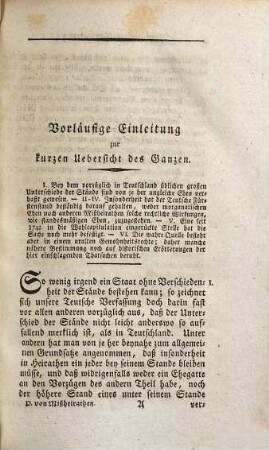 Vorläufige Einleitung
zur
kurzen Uebersicht des Ganzen.
I. Bey dem vorzüglich in Teutschland üblichen großen
Unterschiede der Stände sind von je her ungleiche Ehen ver-
haßt gewesen. — II-IV. Insonderheit hat der Teutsche Für-
stenstand beständig darauf gehalten, weder morganatischen
Ehen noch anderen Mißheirathen solche rechtliche Wirkungen,
wie standesmäßigen Ehen, zuzugestehen. — V. Eine seit
1742 in die Wahlcapitulation eingerückte Stelle hat die
Sache noch mehr befestigt. — VI. Die wahre Quelle besteht
aber in einem uralten Gewohnheitsrechte; daher manche
nähere Bestimmung noch auf historischen Erörterungen der
hier einschlagenden Thatsachen beruht.
So wenig irgend ein Staat ohne Verschieden- I.
heit der Stände bestehen kann; so zeichnet
sich unsere Teutsche Verfassung doch darin fast
vor allen anderen vorzüglich aus, daß der Unter-
schied der Stände nicht leicht anderswo so auf-
fallend stark ist, als in Teutschland. Unter
andern hat man von je her beynahe zum allgemei-
nen Grundsatze angenommen, daß insonderheit
in Heirathen ein jeder bey seinem Stande bleiben
müsse, und daß widrigenfalls weder ein Ehegatte
an den Vorzügen des andern Theil habe, noch
der höhere Stand eines unter seinem Stande
P. von Mißheirathen. A ver-